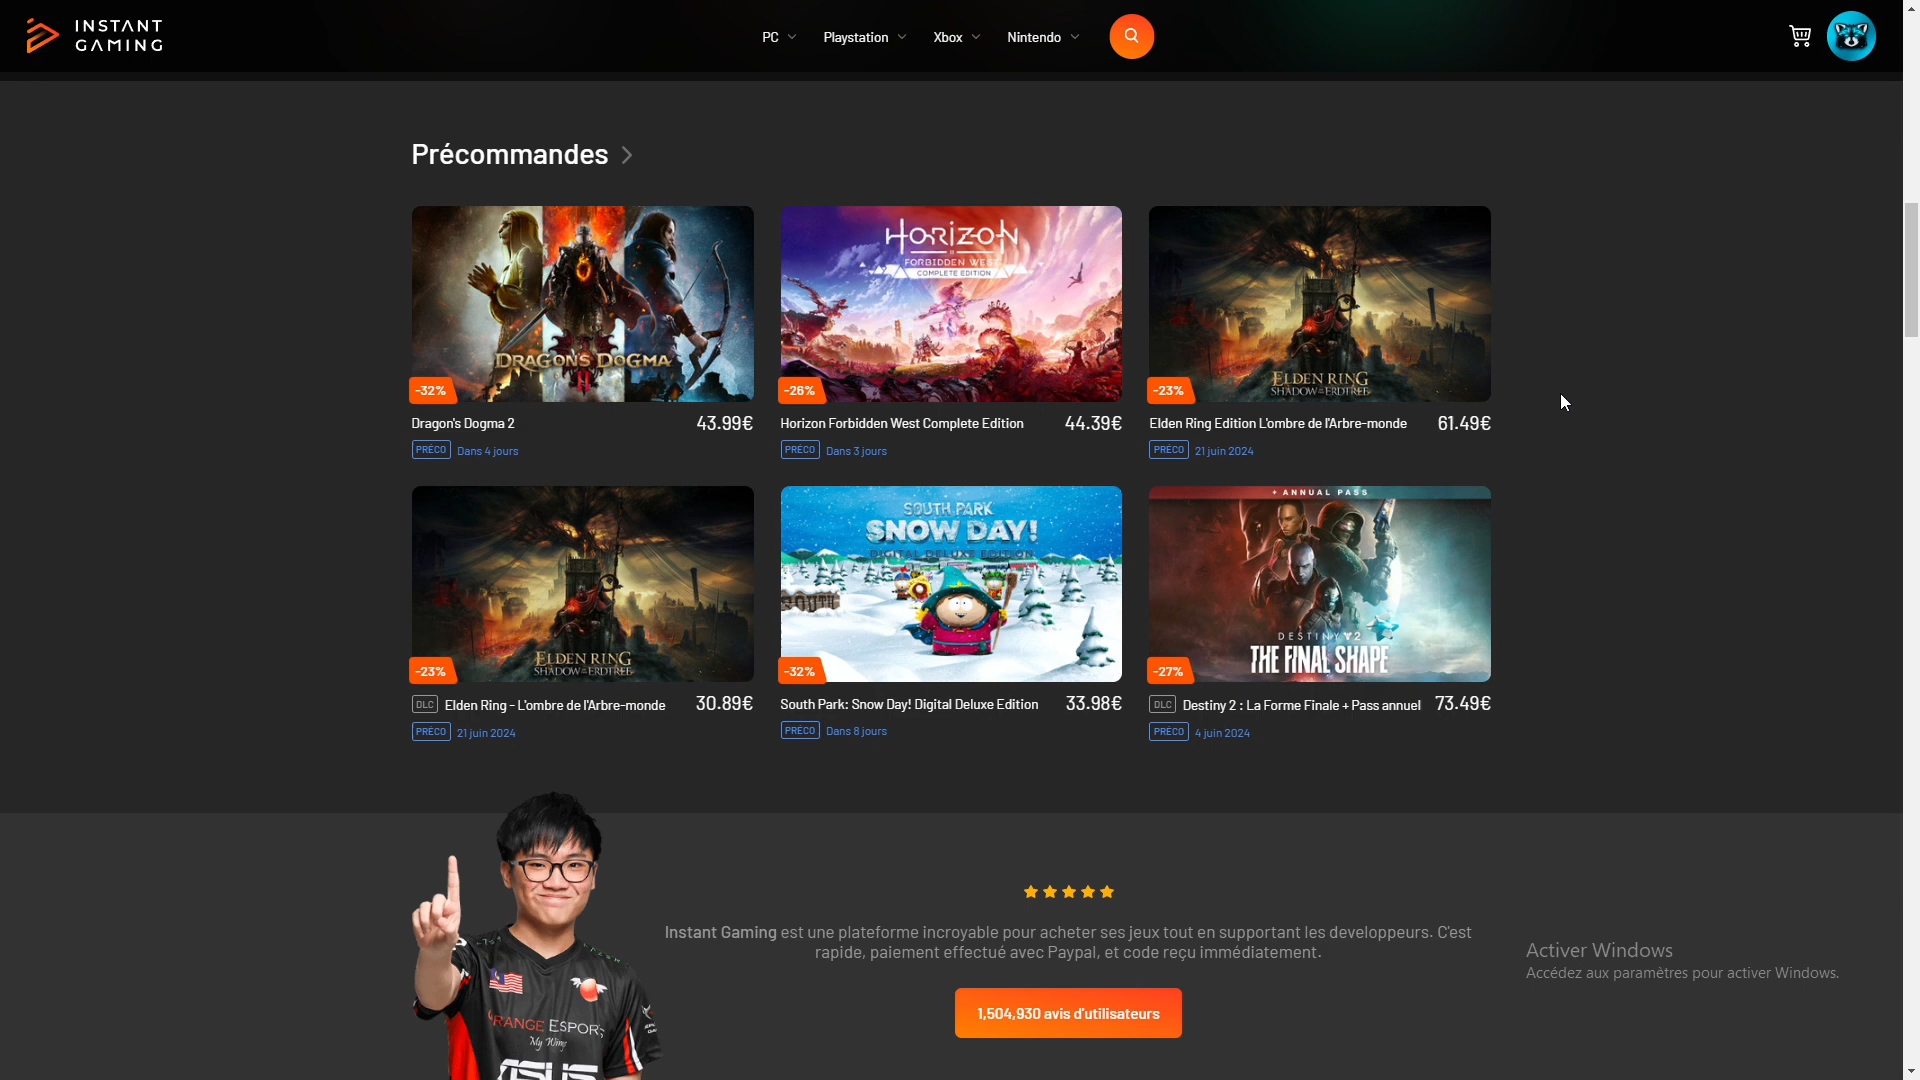 INSTANT
GAMING
PC
Playstation
Xbox
Nintendo
Précommandes
DRAGON'S DOGMA
II
-32%
Dragon's Dogma 2
43.99€
PRÉCO
Dans 4 jours
HORIZON
FORBIDDEN WEST
COMPLETE EDITION
-26%
Horizon Forbidden West Complete Edition
44.39€
PRÉCO
Dans 3 jours
ELDEN RING
SHADOW OF THE ERDTREE
-23%
Elden Ring Edition L'ombre de l'Arbre-monde
61.49€
PRÉCO
21 juin 2024
ELDEN RING
SHADOW OF THE ERDTREE
-23%
DLC
Elden Ring - L'ombre de l'Arbre-monde
30.89€
PRÉCO
21 juin 2024
SOUTH PARK
SNOW DAY!
DIGITAL DELUXE EDITION
-32%
South Park: Snow Day! Digital Deluxe Edition
33.98€
PRÉCO
Dans 8 jours
+ ANNUAL PASS
DESTINY 2
THE FINAL SHAPE
-27%
DLC
Destiny 2 : La Forme Finale + Pass annuel
73.49€
PRÉCO
4 juin 2024
RANGE ESPORTS
My Wing
ASUS
Instant Gaming est une plateforme incroyable pour acheter ses jeux tout en supportant les developpeurs. C'est
rapide, paiement effectué avec Paypal, et code reçu immédiatement.
1,504,930 avis d'utilisateurs
Activer Windows
Accédez aux paramètres pour activer Windows.